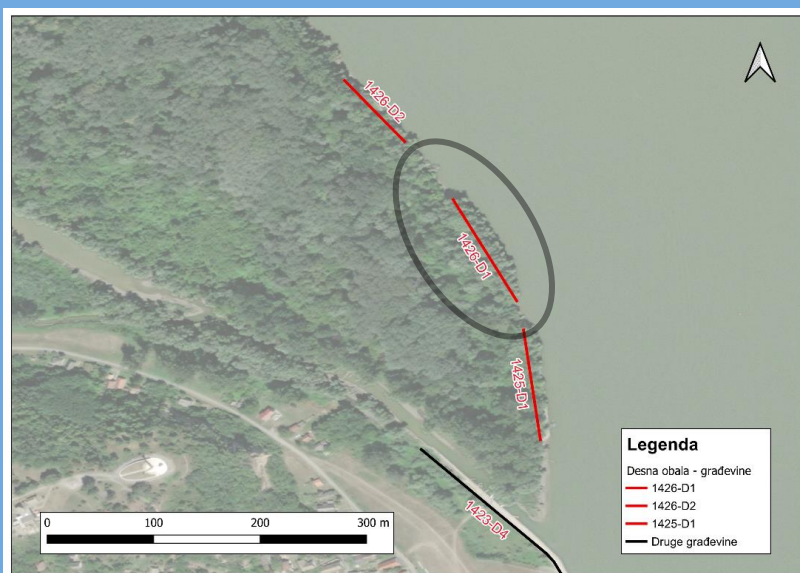 1426-D2
1426-D1
1425-D1
1423-D4
Legenda
Desna obala - građevine
1426-D1
1426-D2
1425-D1
Druge građevine
0 100 200 300 m